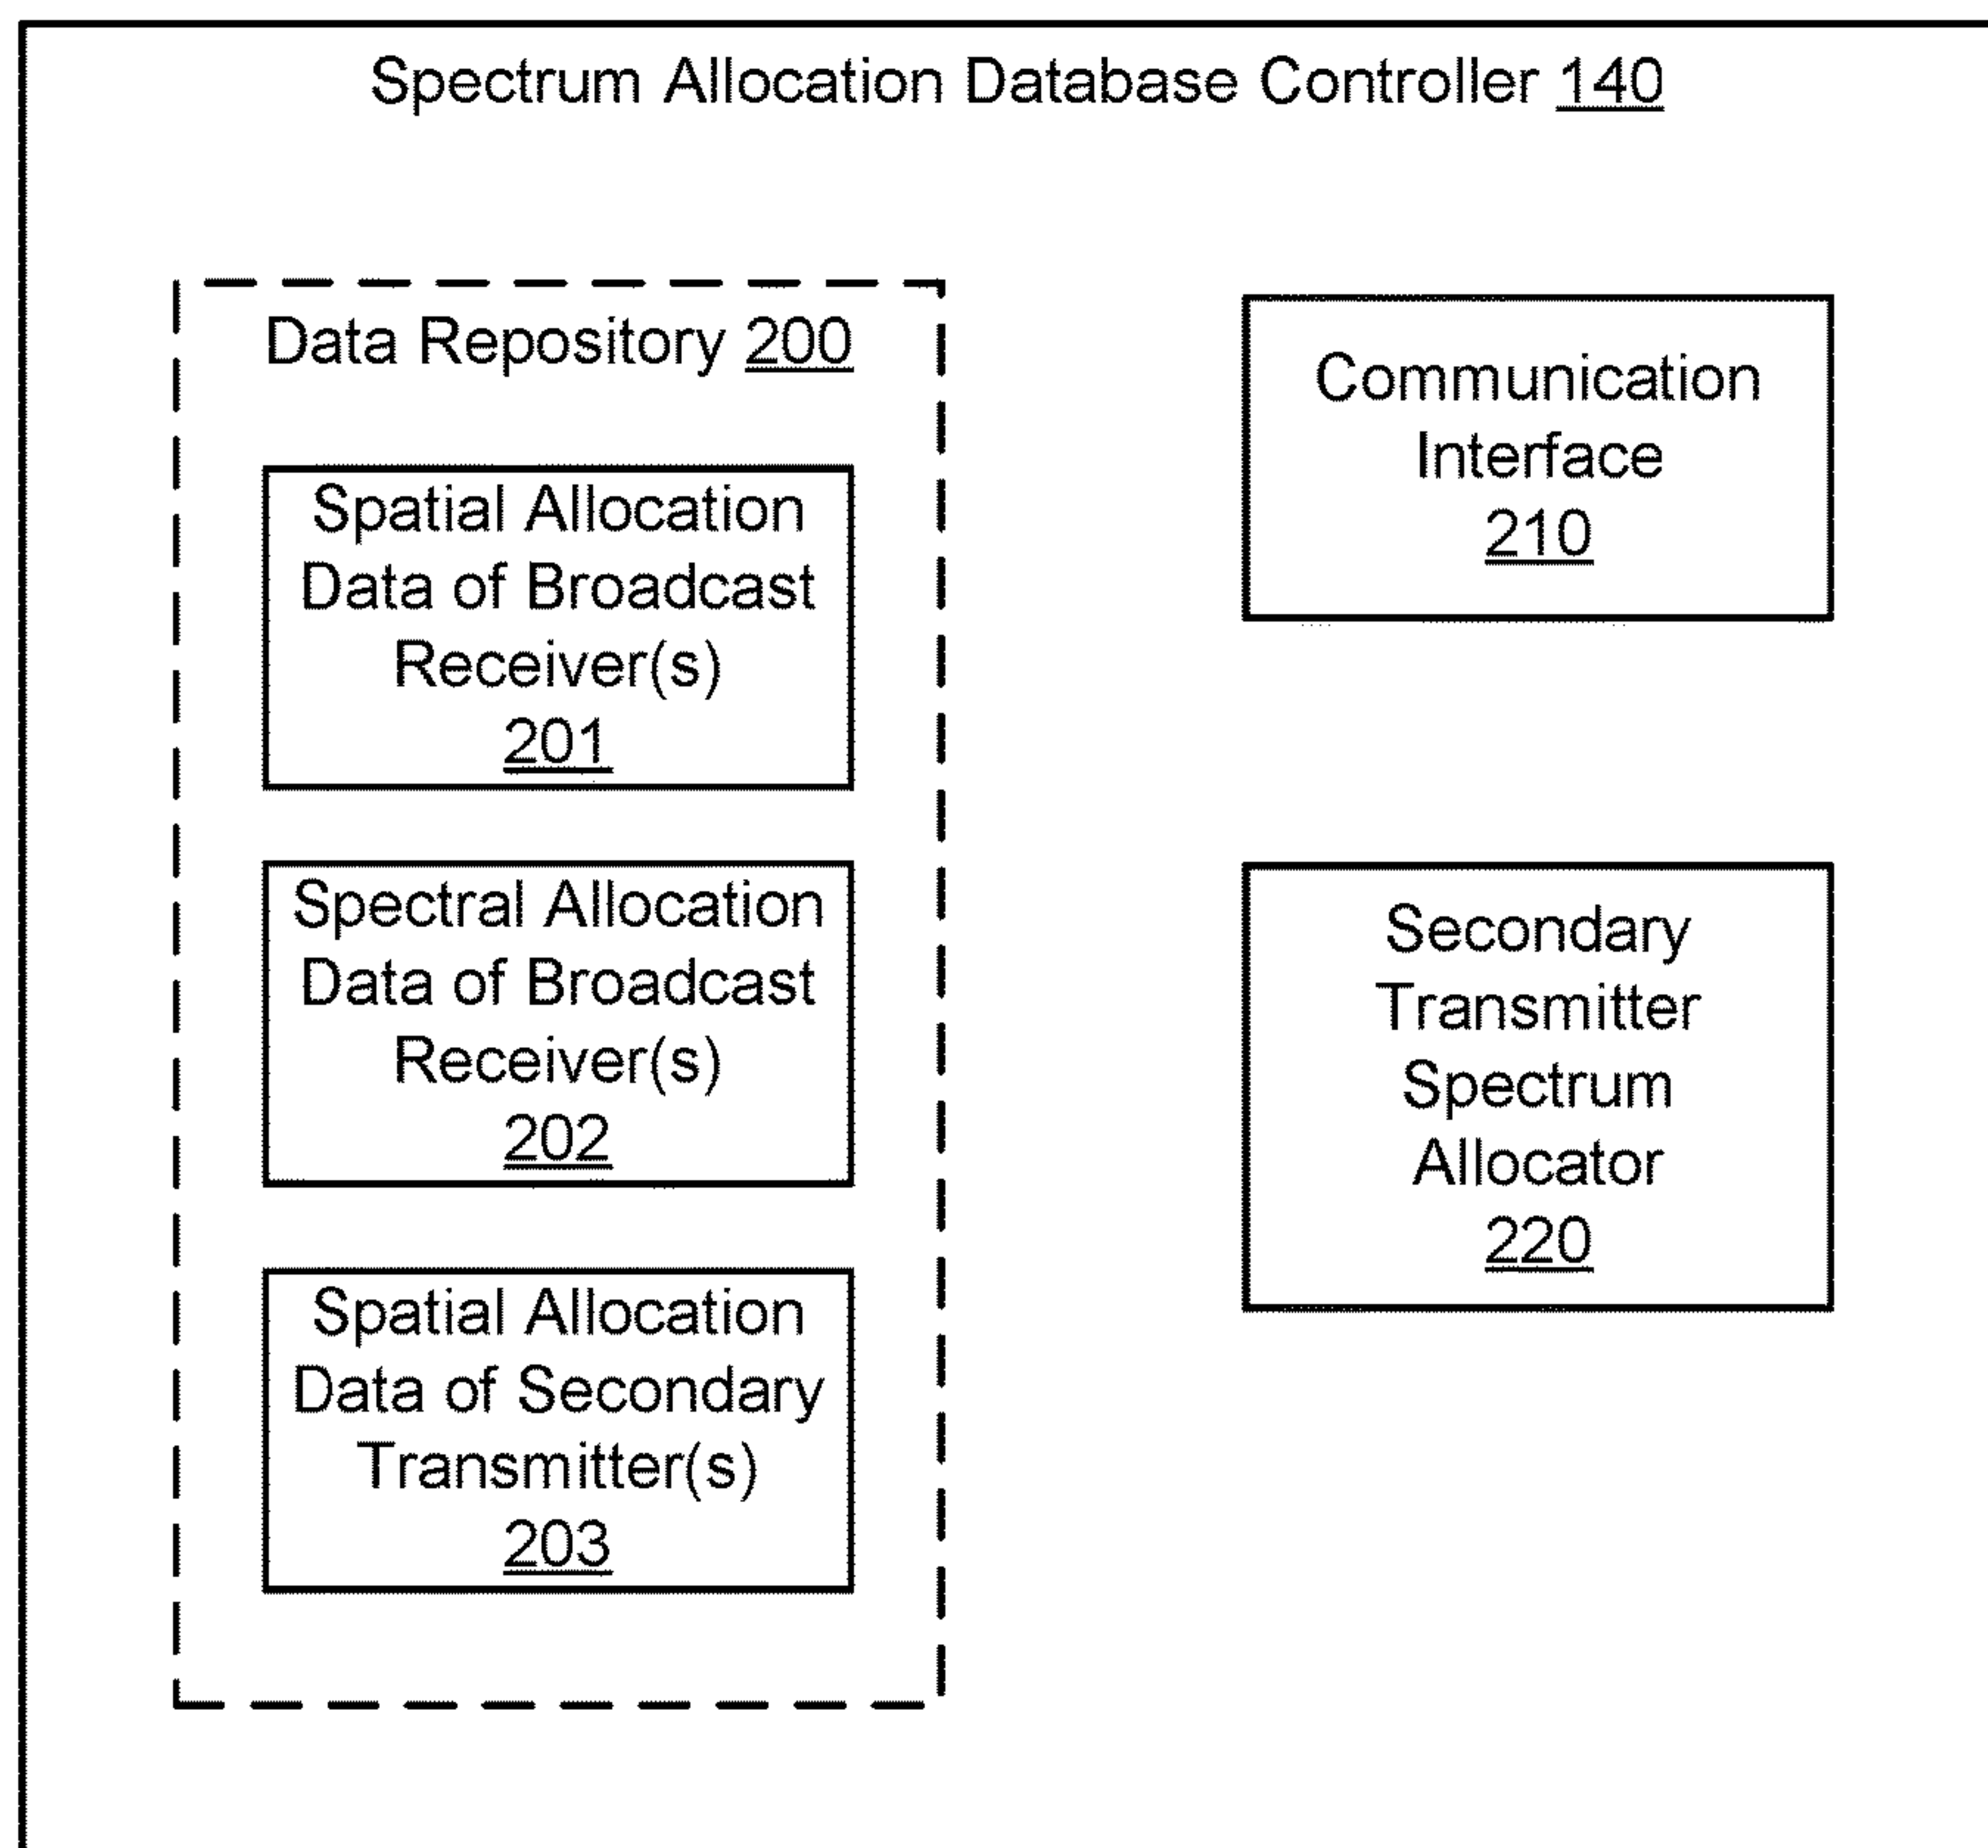 Spectrum Allocation Database Controller 140
Data Repository 200
Spatial Allocation
Data of Broadcast
Receiver(s)
201
Spectral Allocation
Data of Broadcast
Receiver(s)
202
Spatial Allocation
Data of Secondary
Transmitter(s)
203
Communication
Interface
210
Secondary
Transmitter
Spectrum
Allocator
220